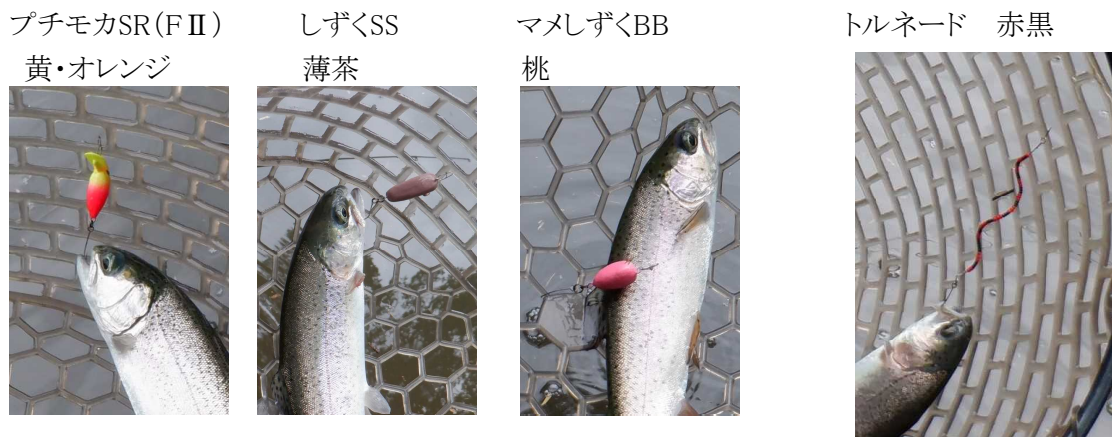 プチモカSR(FⅡ)
黄・オレンジ
しずくSS
薄茶
マメしずくBB
桃
トルネード　赤黒